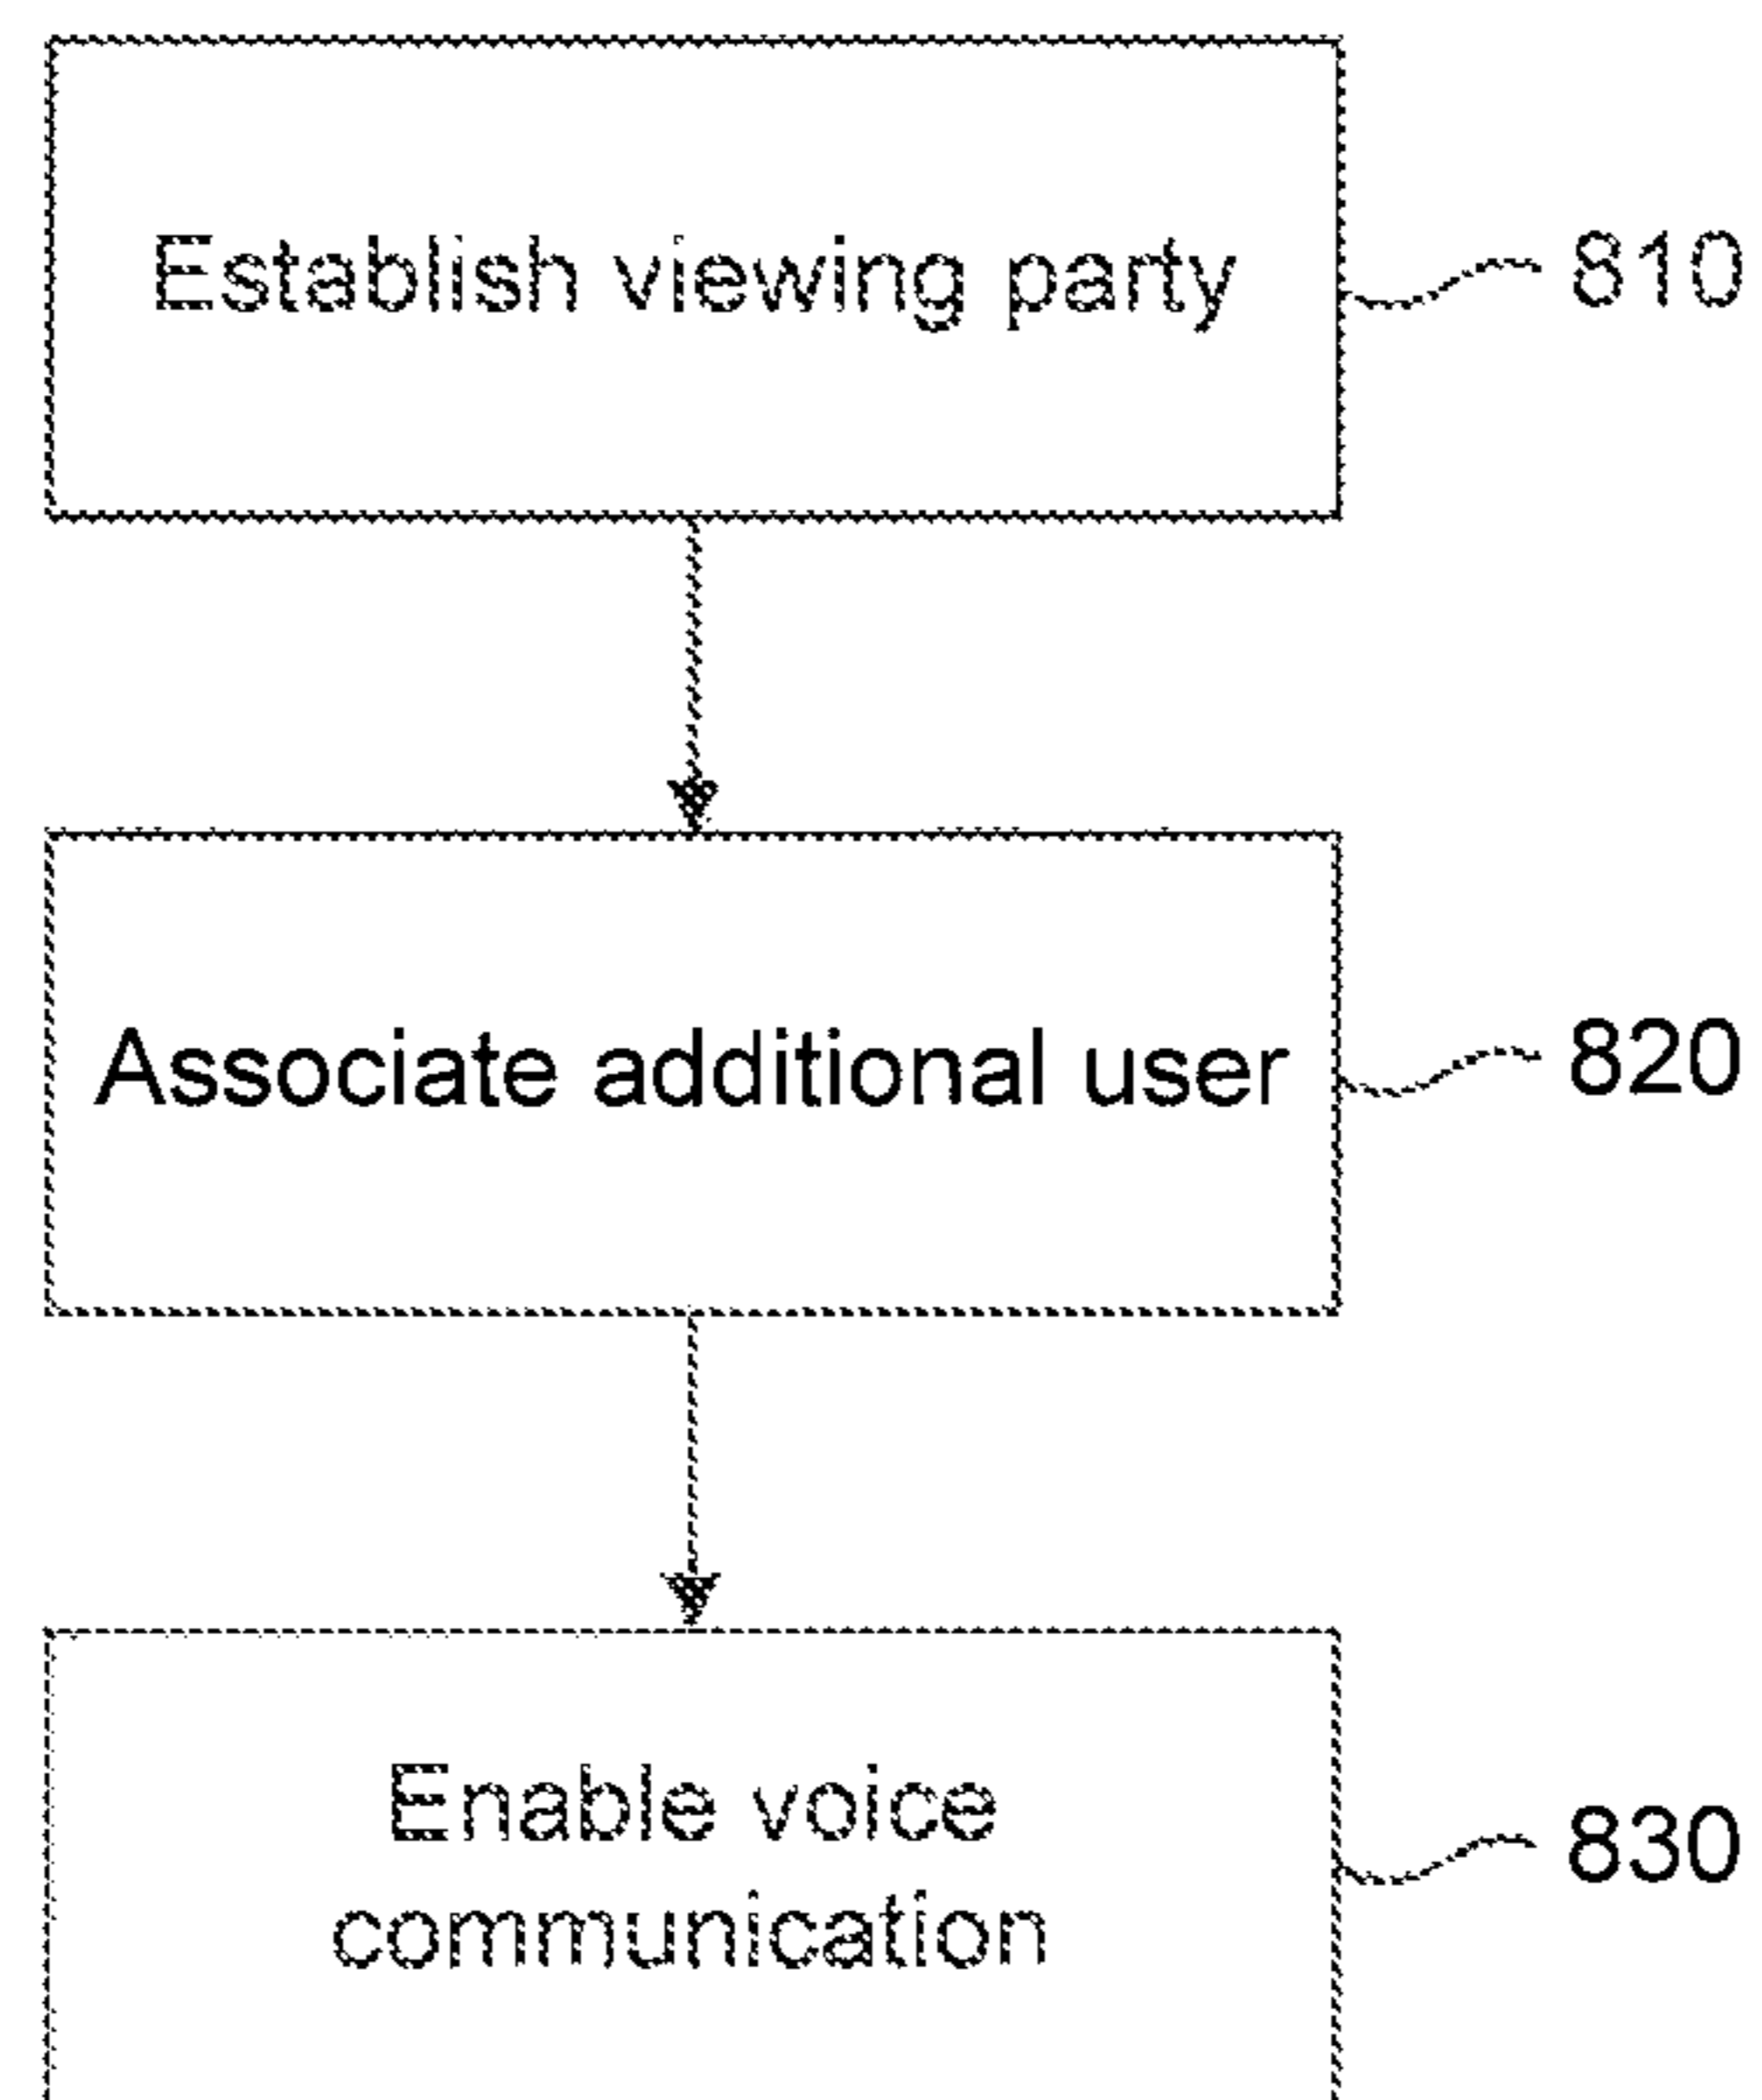 Establish viewing party
810
Associate additional user
820
Enable voice
communication
830